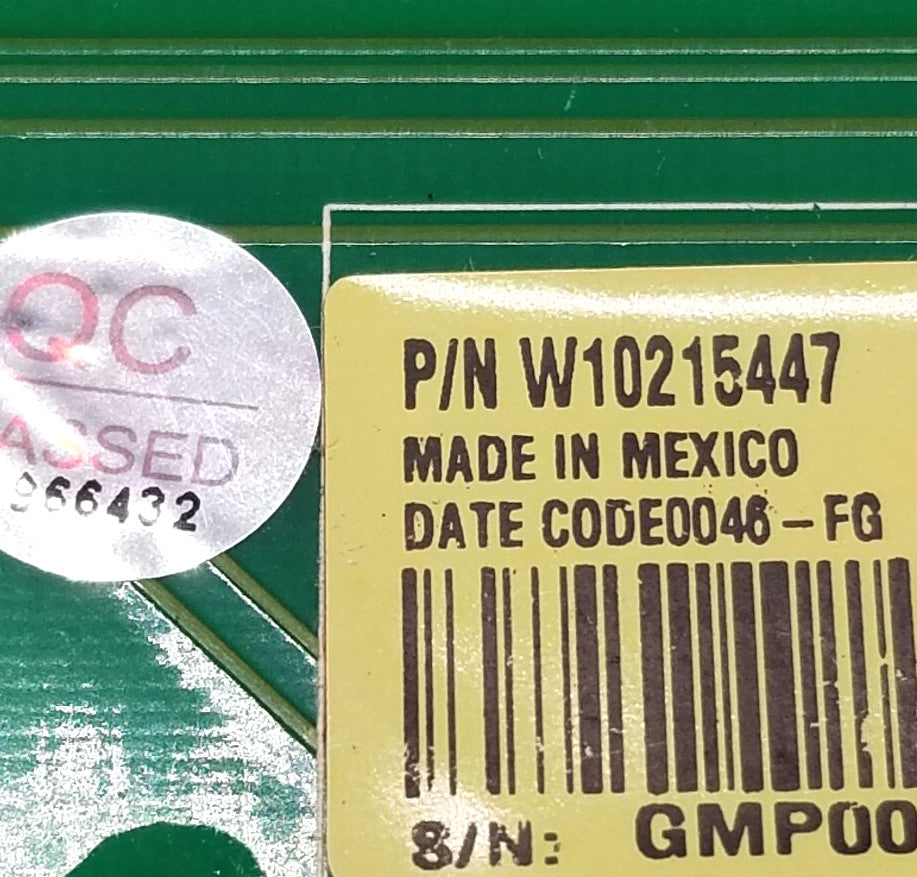 QC
ASSED
966432
P/N W10215447
MADE IN MEXICO
DATE CODE0046-FG
S/N: GMP00